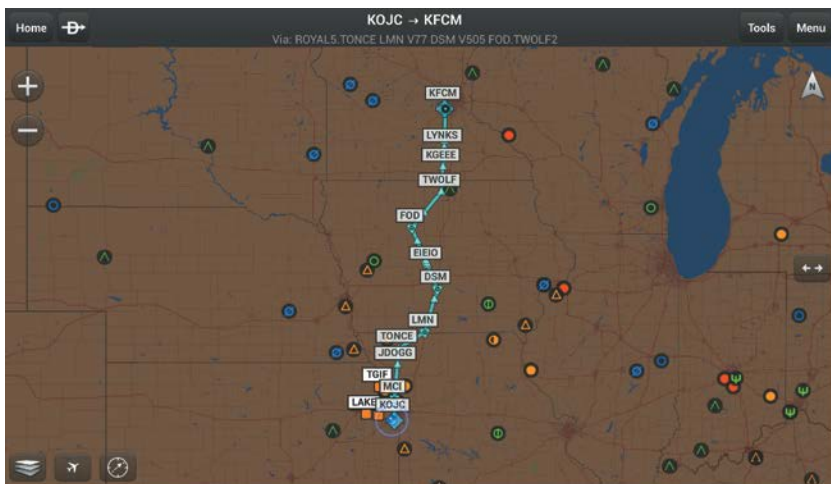 Home
KOJC → KFCM
Via: ROYAL5.TONCE LMN V77 DSM V505 FOD.TWOLF2
Tools
Menu
N
KFCM
LYNKS
KGEEE
TWOLF
FOD
EIEIO
DSM
LMN
TONCE
JDOGG
TGIF
MCI
LAKE
KOJC